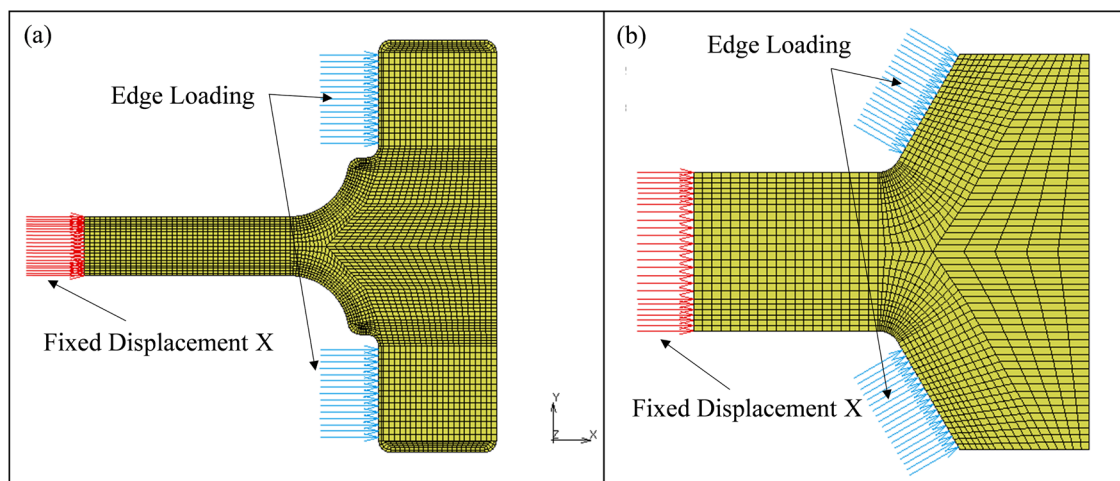 (a)
Edge Loading
Fixed Displacement X
Y
Z
X
(b)
Edge Loading
Fixed Displacement X